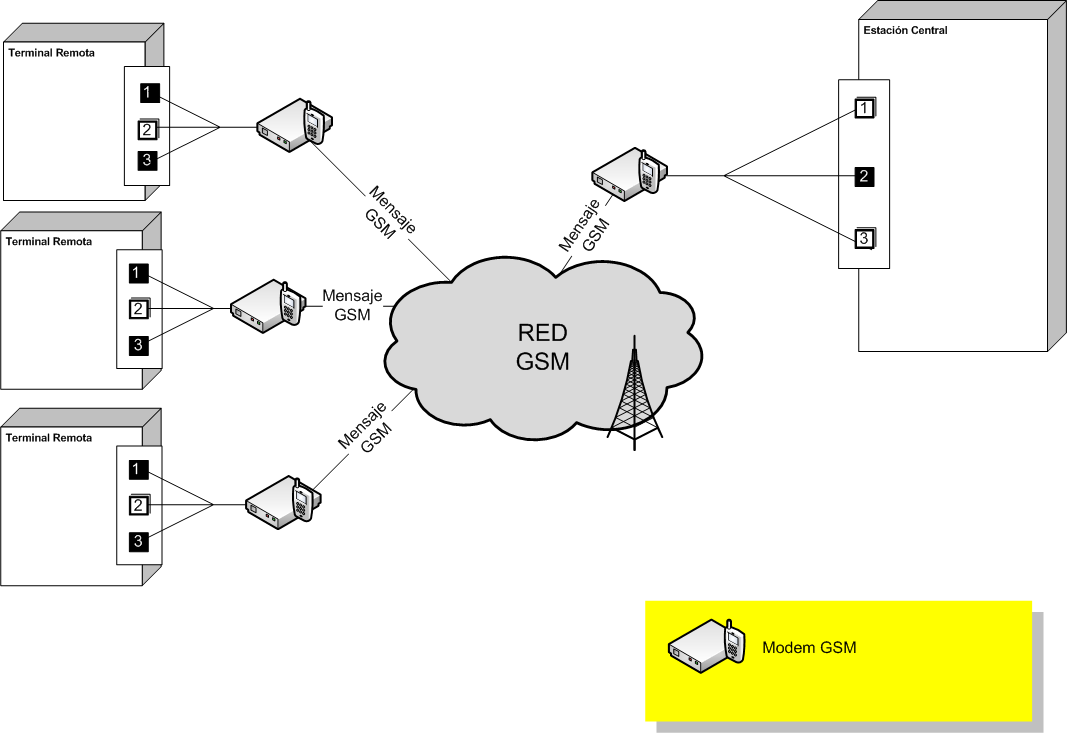 Terminal Remota
1
2
3
Mensaje
GSM
Terminal Remota
1
2
3
Mensaje
GSM
Terminal Remota
1
2
3
Mensaje
GSM
RED
GSM
Mensaje
GSM
Estación Central
1
2
3
Modem GSM